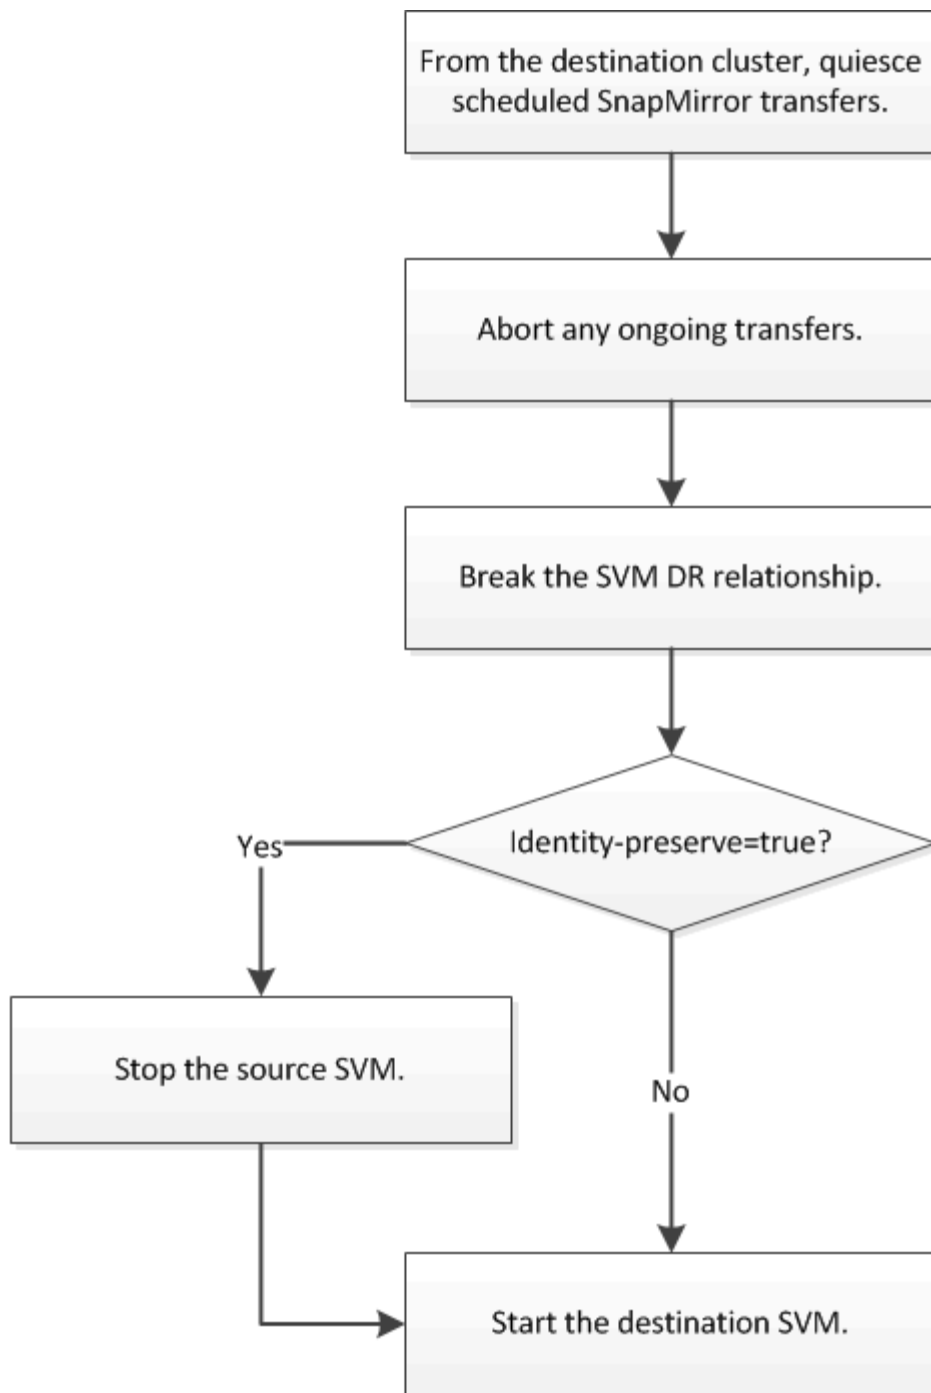 From the destination cluster, quiesce
scheduled SnapMirror transfers.
Abort any ongoing transfers.
Break the SVM DR relationship.
Identity-preserve=true?
Yes
Stop the source SVM.
No
Start the destination SVM.